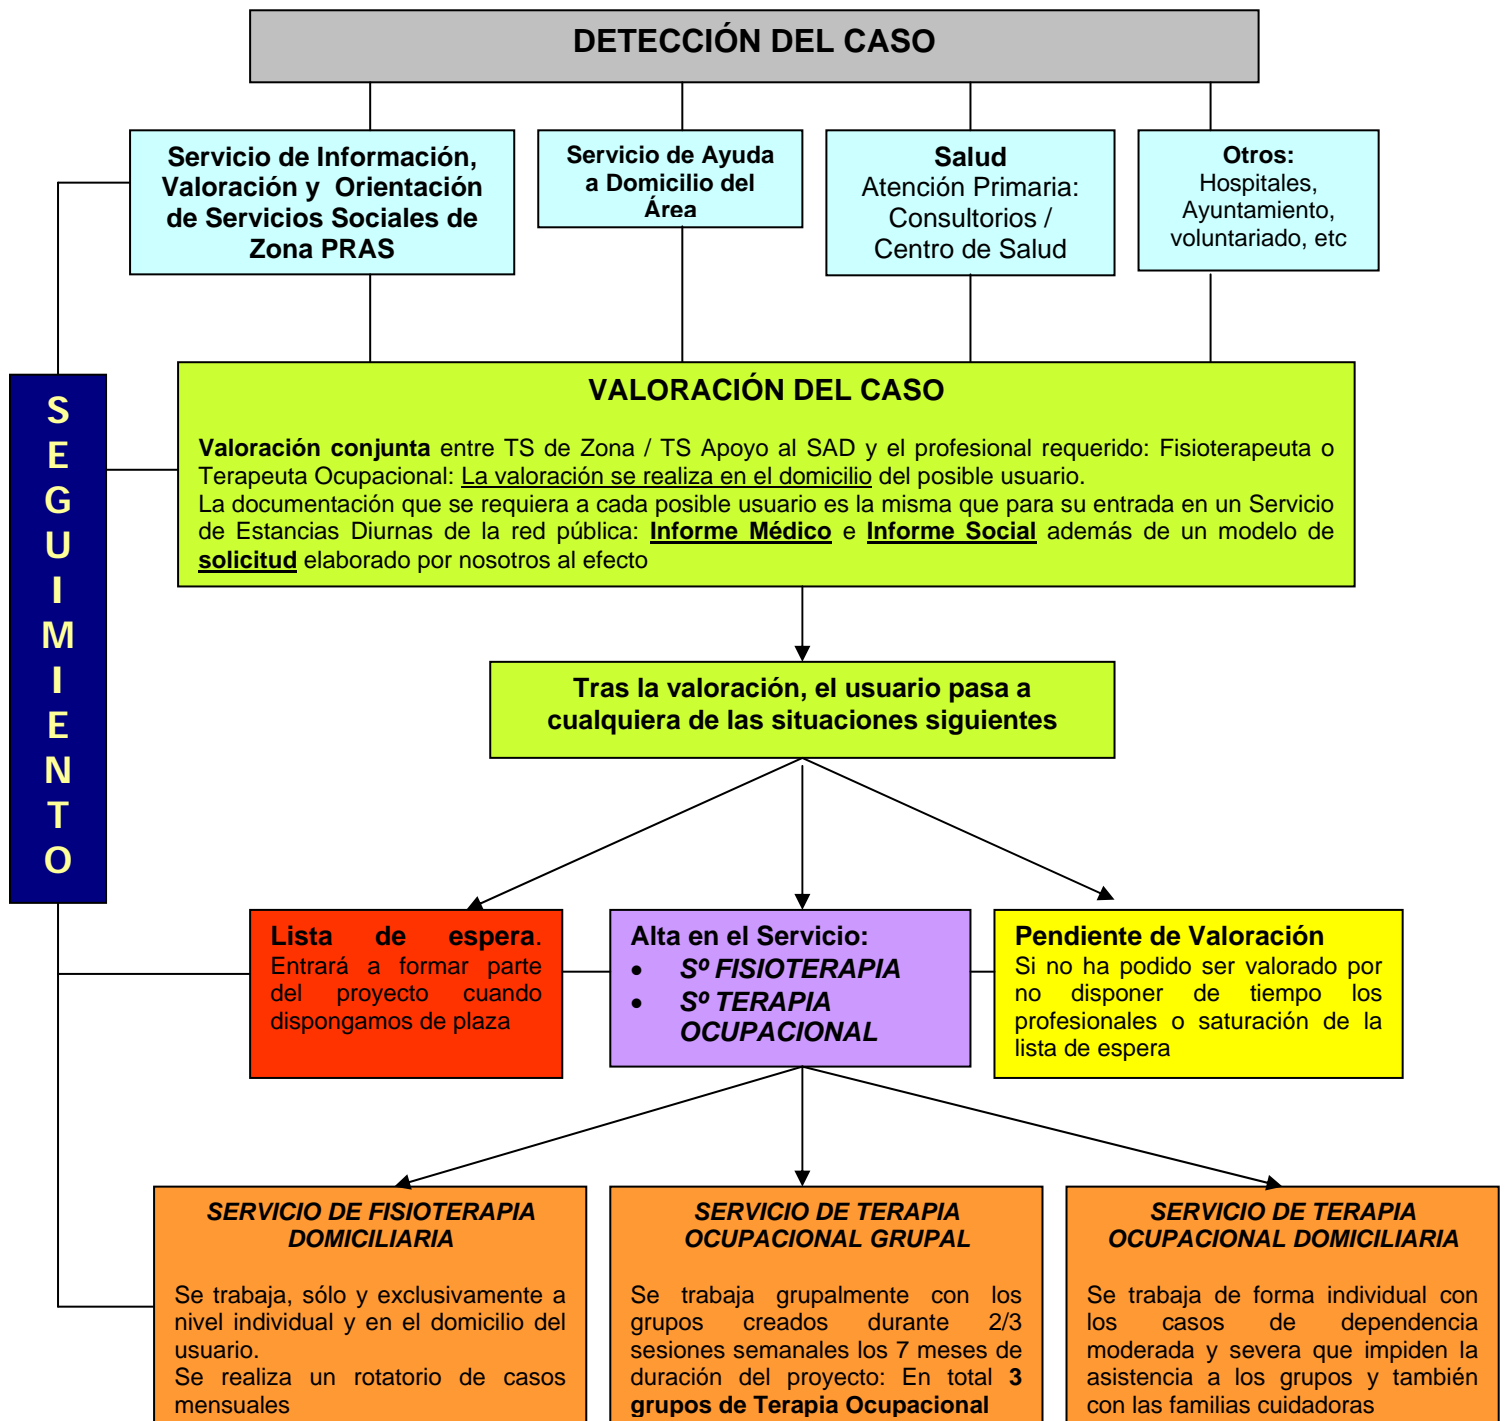 DETECCIÓN DEL CASO
Servicio de Información,
Valoración y Orientación
de Servicios Sociales de
Zona PRAS
Servicio de Ayuda
a Domicilio del
Área
Salud
Atención Primaria:
Consultorios /
Centro de Salud
Otros:
Hospitales,
Ayuntamiento,
voluntariado, etc
S
E
G
U
I
M
I
E
N
T
O
VALORACIÓN DEL CASO
Valoración conjunta entre TS de Zona / TS Apoyo al SAD y el profesional requerido: Fisioterapeuta o
Terapeuta Ocupacional: La valoración se realiza en el domicilio del posible usuario.
La documentación que se requiera a cada posible usuario es la misma que para su entrada en un Servicio
de Estancias Diurnas de la red pública: Informe Médico e Informe Social además de un modelo de
solicitud elaborado por nosotros al efecto
Tras la valoración, el usuario pasa a
cualquiera de las situaciones siguientes
Lista de espera.
Entrará a formar parte
del proyecto cuando
dispongamos de plaza
Alta en el Servicio:
• Sº FISIOTERAPIA
• Sº TERAPIA
OCUPACIONAL
Pendiente de Valoración
Si no ha podido ser valorado por
no disponer de tiempo los
profesionales o saturación de la
lista de espera
SERVICIO DE FISIOTERAPIA
DOMICILIARIA
Se trabaja, sólo y exclusivamente a
nivel individual y en el domicilio del
usuario.
Se realiza un rotatorio de casos
mensuales
SERVICIO DE TERAPIA
OCUPACIONAL GRUPAL
Se trabaja grupalmente con los
grupos creados durante 2/3
sesiones semanales los 7 meses de
duración del proyecto: En total 3
grupos de Terapia Ocupacional
SERVICIO DE TERAPIA
OCUPACIONAL DOMICILIARIA
Se trabaja de forma individual con
los casos de dependencia
moderada y severa que impiden la
asistencia a los grupos y también
con las familias cuidadoras